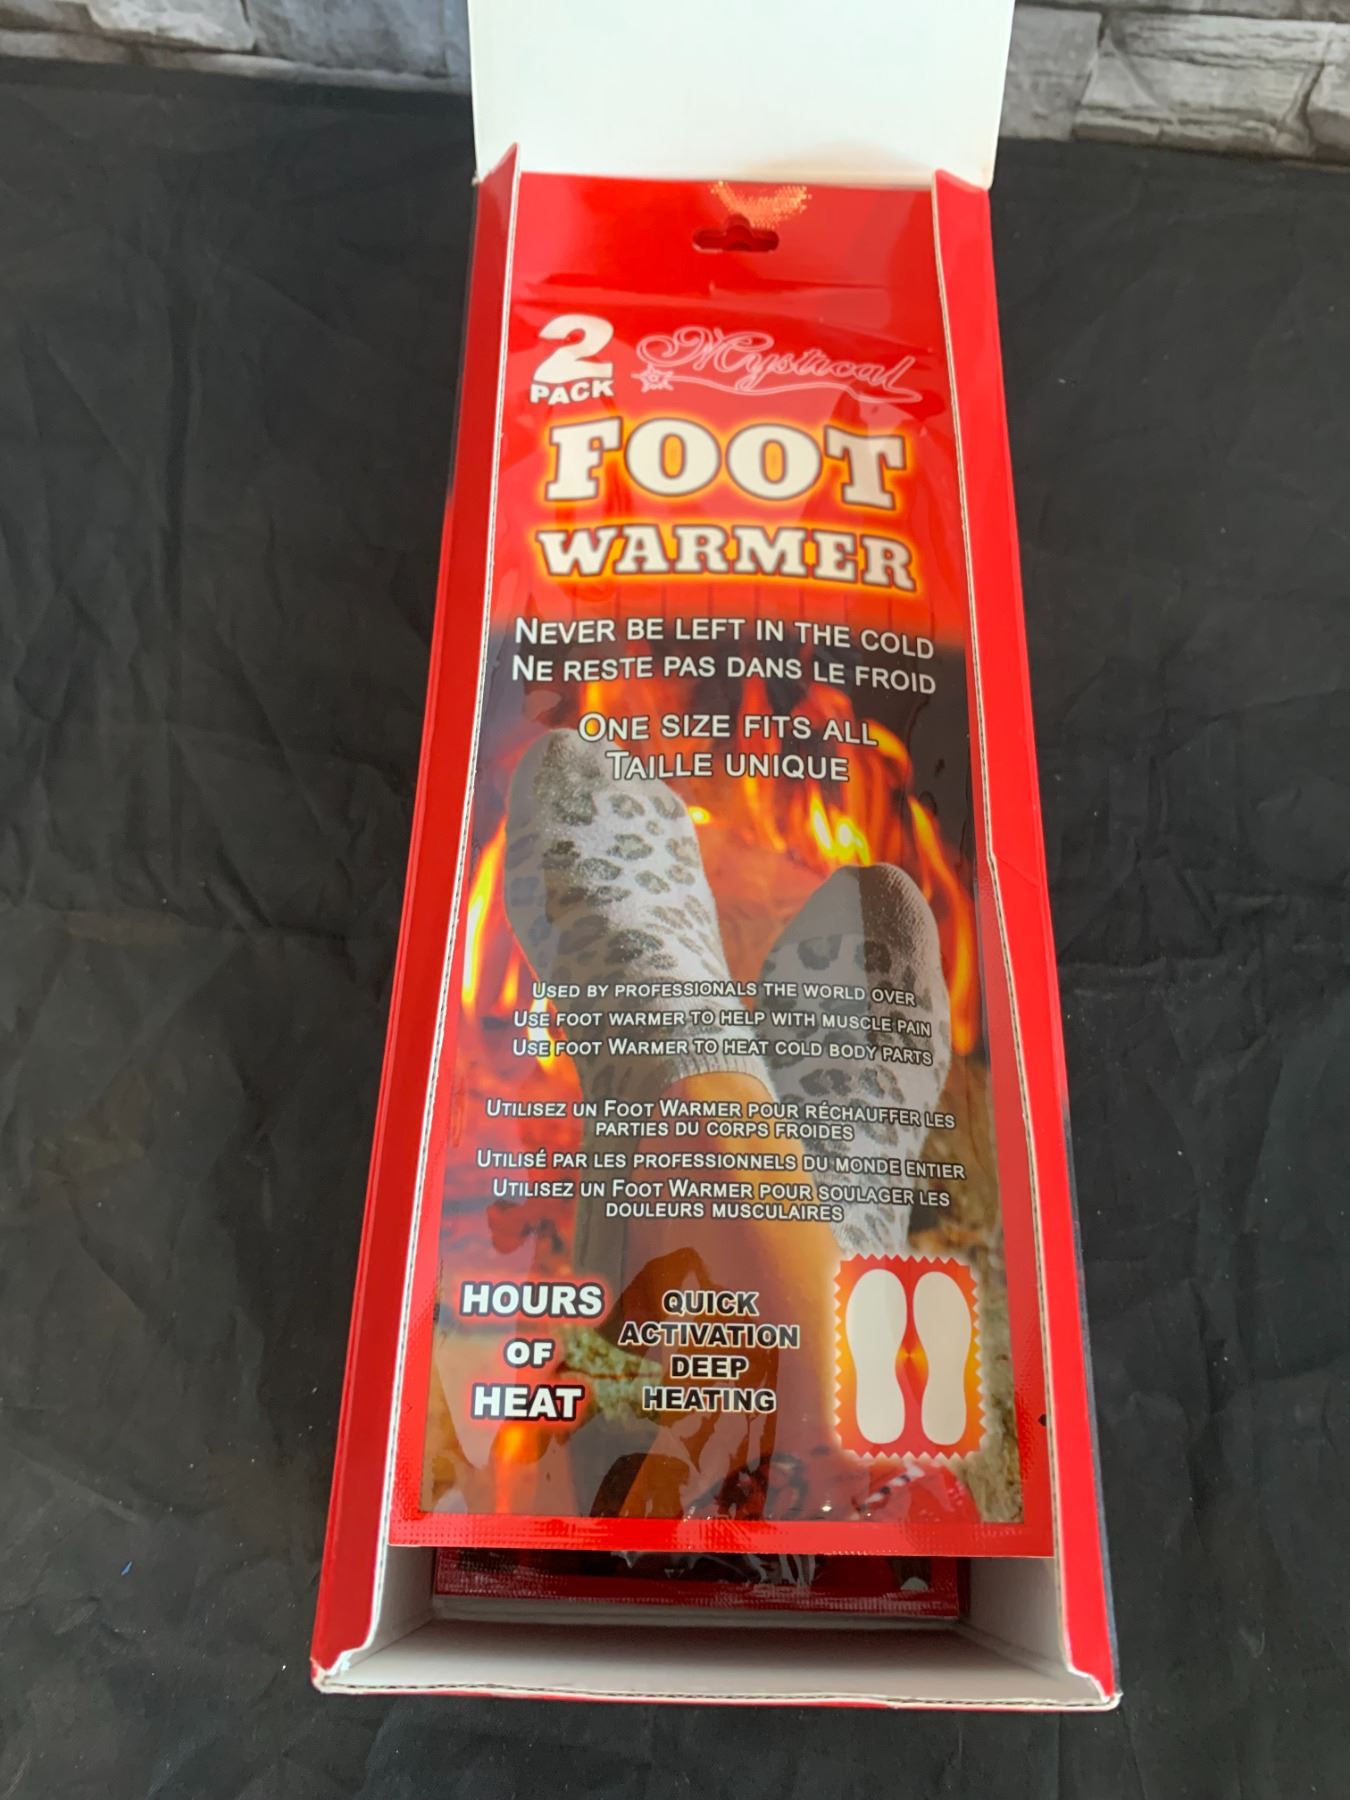 2
PACK
Mystical
FOOT
WARMER
NEVER BE LEFT IN THE COLD
NE RESTE PAS DANS LE FROID
ONE SIZE FITS ALL
TAILLE UNIQUE
USED BY PROFESSIONALS THE WORLD OVER
USE FOOT WARMER TO HELP WITH MUSCLE PAIN
USE FOOT WARMER TO HEAT COLD BODY PARTS
UTILISEZ UN FOOT WARMER POUR RÉCHAUFFER LES
PARTIES DU CORPS FROIDES
UTILISÉ PAR LES PROFESSIONNELS DU MONDE ENTIER
UTILISEZ UN FOOT WARMER POUR SOULAGER LES
DOULEURS MUSCULAIRES
HOURS
OF
HEAT
QUICK
ACTIVATION
DEEP
HEATING